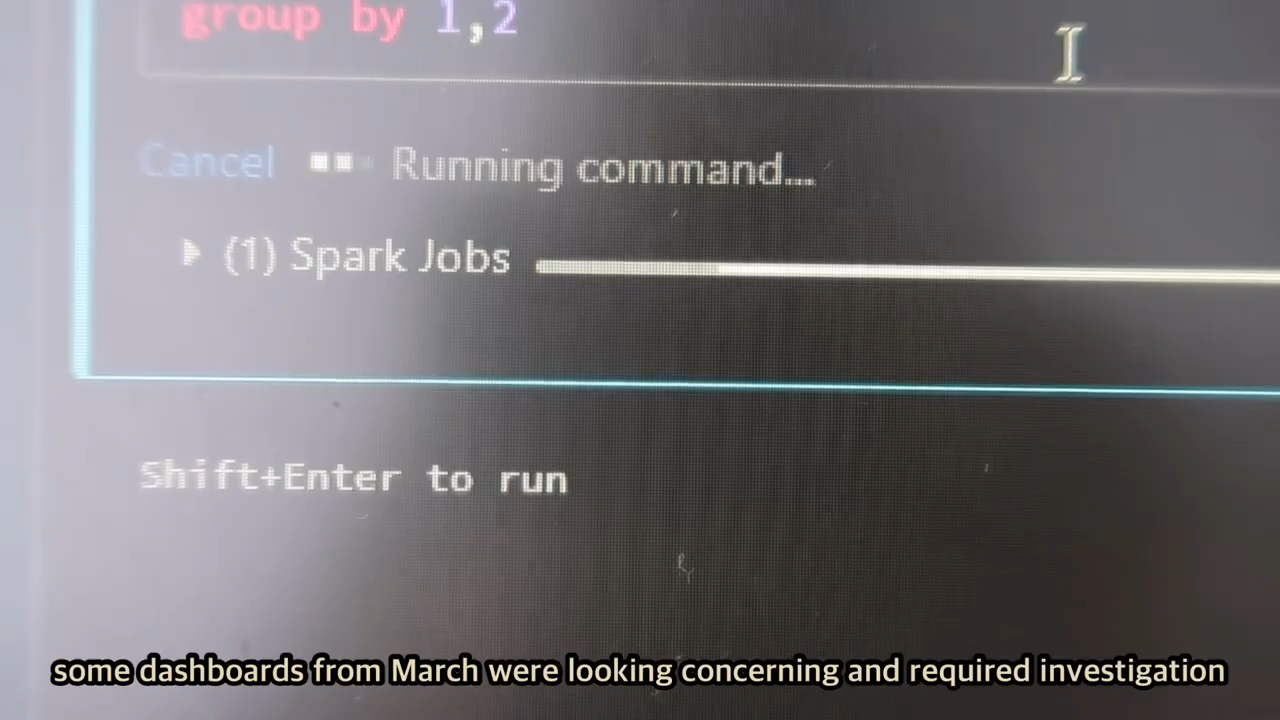 group by 1,2
Cancel Running command...
(1) Spark Jobs
Shift+Enter to run
some dashboards from March were looking concerning and required investigation